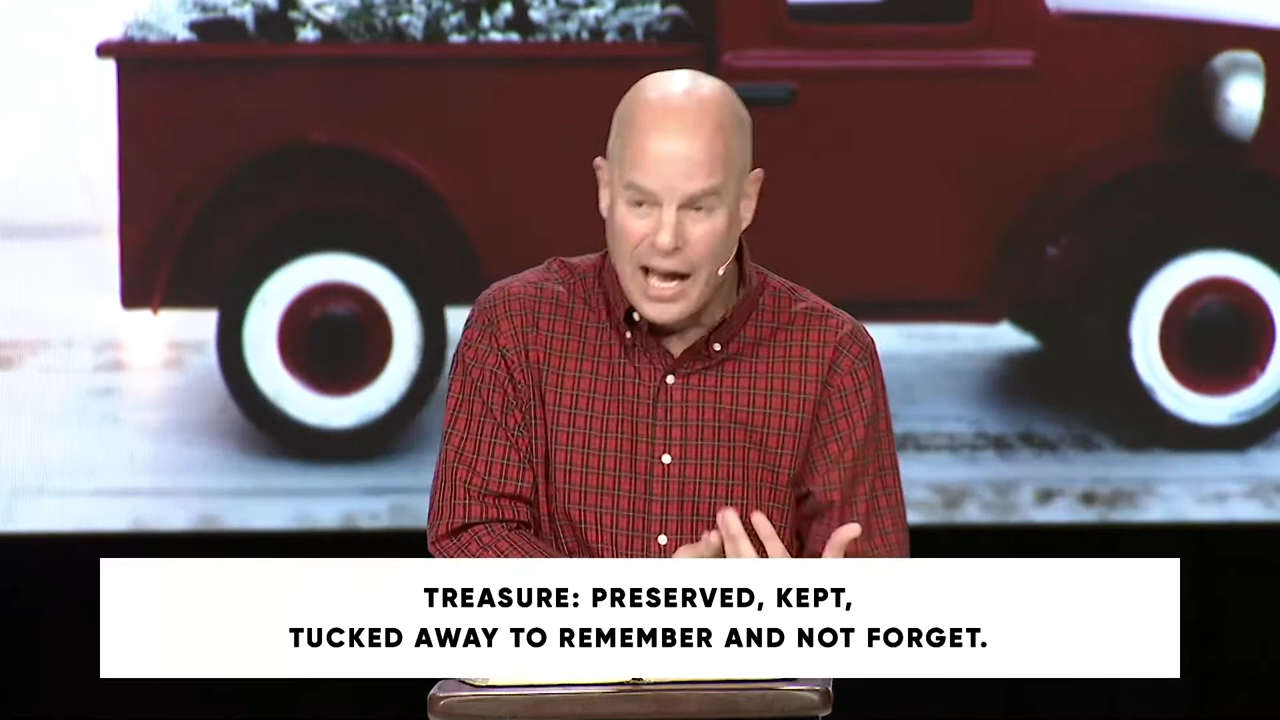 TREASURE: PRESERVED, KEPT,
TUCKED AWAY TO REMEMBER AND NOT FORGET.